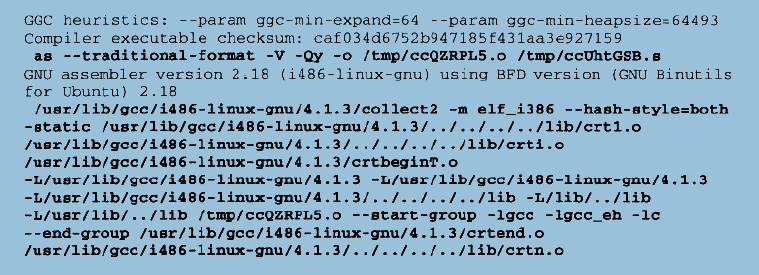 GGC heuristics: --param ggc-min-expand=64 --param ggc-min-heapsize=64493
Compiler executable checksum: caf034d6752b947185f431aa3e927159
as --traditional-format -V -Qy -o /tmp/ccQZRPL5.o /tmp/ccUhtGSB.s
GNU assembler version 2.18 (i486-linux-gnu) using BFD version (GNU Binutils
for Ubuntu) 2.18
/usr/lib/gcc/i486-linux-gnu/4.1.3/collect2 -m elf_i386 --hash-style=both
-static /usr/lib/gcc/i486-linux-gnu/4.1.3/../../../../lib/crt1.o
/usr/lib/gcc/i486-linux-gnu/4.1.3/../../../../lib/crti.o
/usr/lib/gcc/i486-linux-gnu/4.1.3/crtbeginT.o
-L/usr/lib/gcc/i486-linux-gnu/4.1.3 -L/usr/lib/gcc/i486-linux-gnu/4.1.3
-L/usr/lib/gcc/i486-linux-gnu/4.1.3/../../../../lib -L/lib/../lib
-L/usr/lib/../lib /tmp/ccQZRPL5.o --start-group -lgcc -lgcc_eh -lc
--end-group /usr/lib/gcc/i486-linux-gnu/4.1.3/crtend.o
/usr/lib/gcc/i486-linux-gnu/4.1.3/../../../../lib/crtn.o